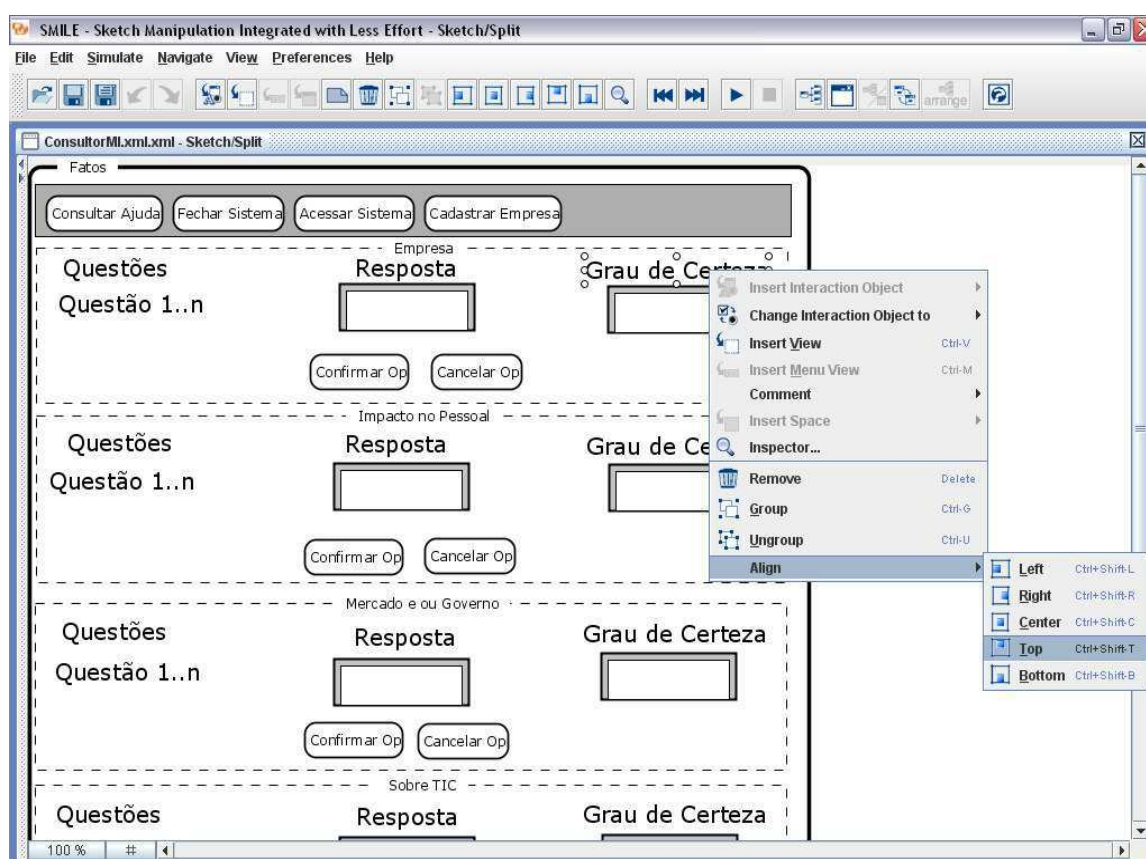 SMILE - Sketch Manipulation Integrated with Less Effort - Sketch/Split
File Edit Simulate Navigate View Preferences Help
arrange
ConsultorMI.xml.xml - Sketch/Split
Fatos
Consultar Ajuda Fechar Sistema Acessar Sistema Cadastrar Empresa
Empresa
Questões Resposta Grau de Certeza
Questão 1..n
Confirmar Op Cancelar Op
Impacto no Pessoal
Questões Resposta Grau de Ce
Questão 1..n
Confirmar Op Cancelar Op
Mercado e ou Governo
Questões Resposta Grau de Certeza
Questão 1..n
Confirmar Op Cancelar Op
Sobre TIC
Questões Resposta Grau de Certeza
Insert Interaction Object
Change Interaction Object to
Insert View Ctrl-V
Insert Menu View Ctrl-M
Comment
Insert Space
Inspector...
Remove Delete
Group Ctrl-G
Ungroup Ctrl-U
Align
Left Ctrl+Shift-L
Right Ctrl+Shift-R
Center Ctrl+Shift-C
Top Ctrl+Shift-T
Bottom Ctrl+Shift-B
100 % #